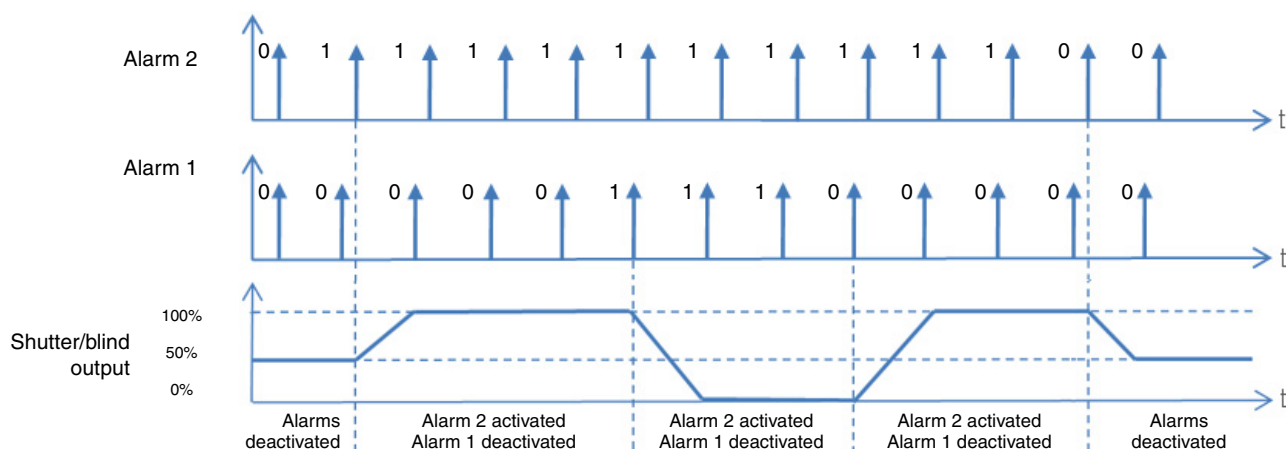 Alarm 2
0 1 1 1 1 1 1 1 1 1 1 0 0
t
Alarm 1
0 0 0 0 0 1 1 1 0 0 0 0 0
t
Shutter/blind
output
100%
50%
0%
t
Alarms
deactivated
Alarm 2 activated
Alarm 1 deactivated
Alarm 2 activated
Alarm 1 deactivated
Alarm 2 activated
Alarm 1 deactivated
Alarms
deactivated